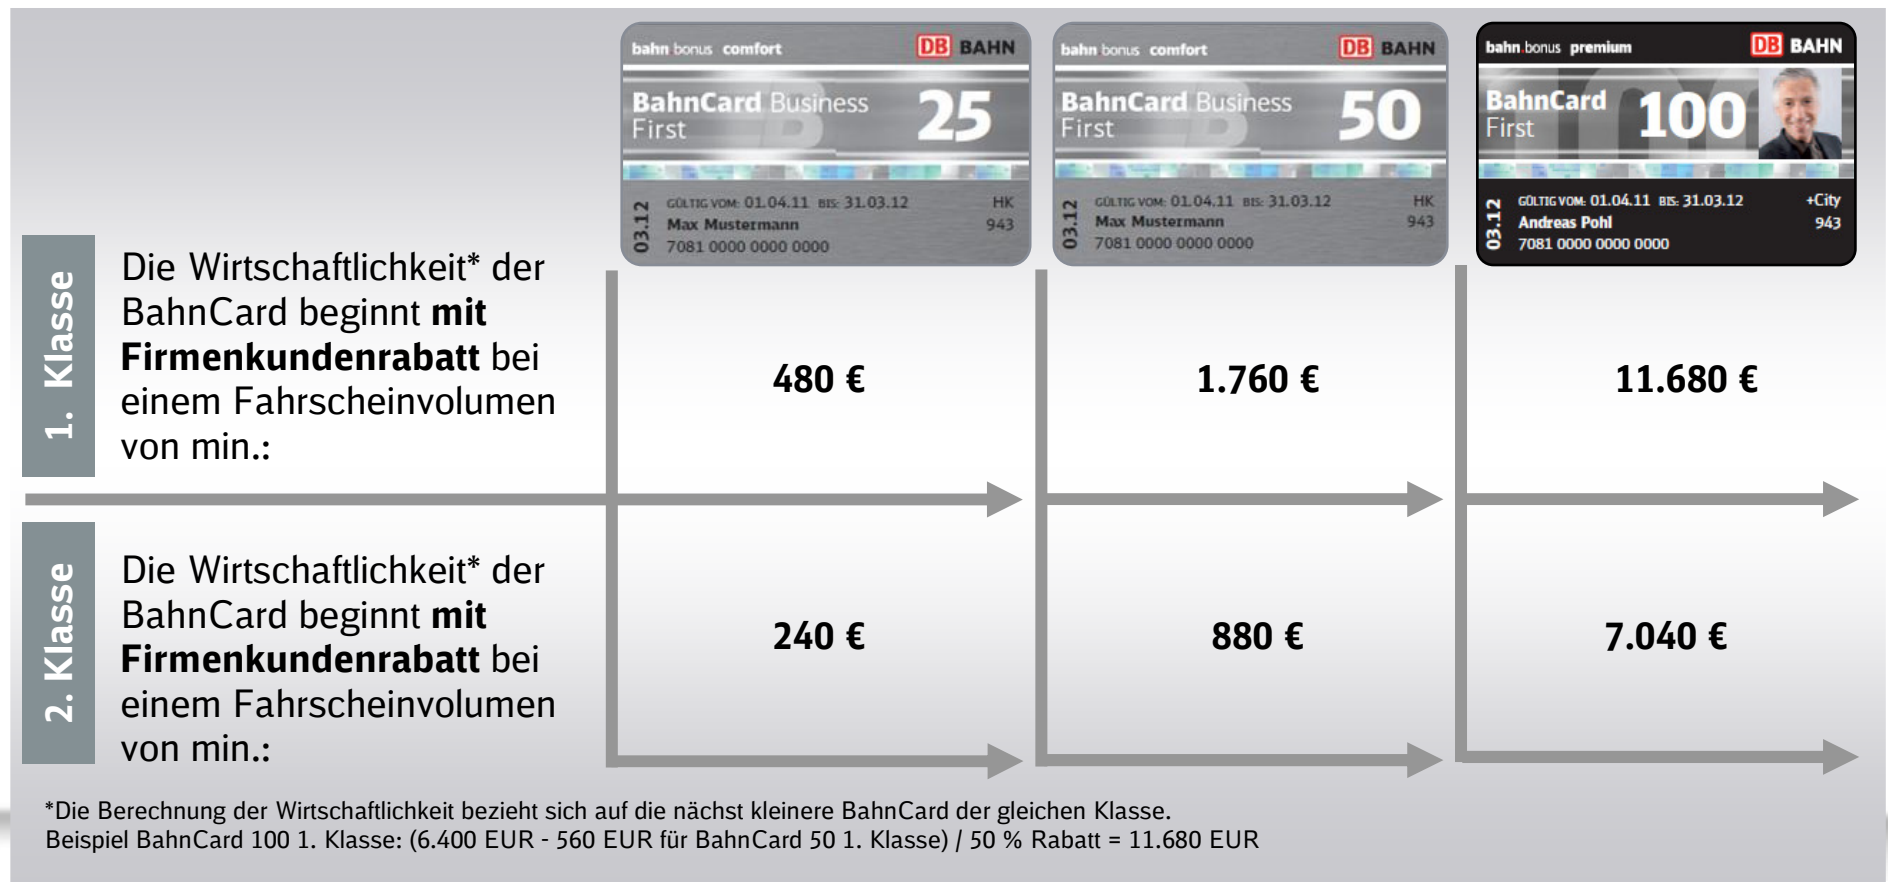 bahn.bonus comfort
DB BAHN
BahnCard Business
First
25
GÜLTIG VOM: 01.04.11 BIS: 31.03.12
HK
Max Mustermann
943
7081 0000 0000 0000
03.12
bahn.bonus comfort
DB BAHN
BahnCard Business
First
50
GÜLTIG VOM: 01.04.11 BIS: 31.03.12
HK
Max Mustermann
943
7081 0000 0000 0000
03.12
bahn.bonus premium
DB BAHN
BahnCard
First
100
GÜLTIG VOM: 01.04.11 BIS: 31.03.12
+City
Andreas Pohl
943
7081 0000 0000 0000
03.12
1. Klasse
Die Wirtschaftlichkeit* der
BahnCard beginnt mit
Firmenkundenrabatt bei
einem Fahrscheinvolumen
von min.:
480 €
1.760 €
11.680 €
2. Klasse
Die Wirtschaftlichkeit* der
BahnCard beginnt mit
Firmenkundenrabatt bei
einem Fahrscheinvolumen
von min.:
240 €
880 €
7.040 €
*Die Berechnung der Wirtschaftlichkeit bezieht sich auf die nächst kleinere BahnCard der gleichen Klasse.
Beispiel BahnCard 100 1. Klasse: (6.400 EUR - 560 EUR für BahnCard 50 1. Klasse) / 50 % Rabatt = 11.680 EUR